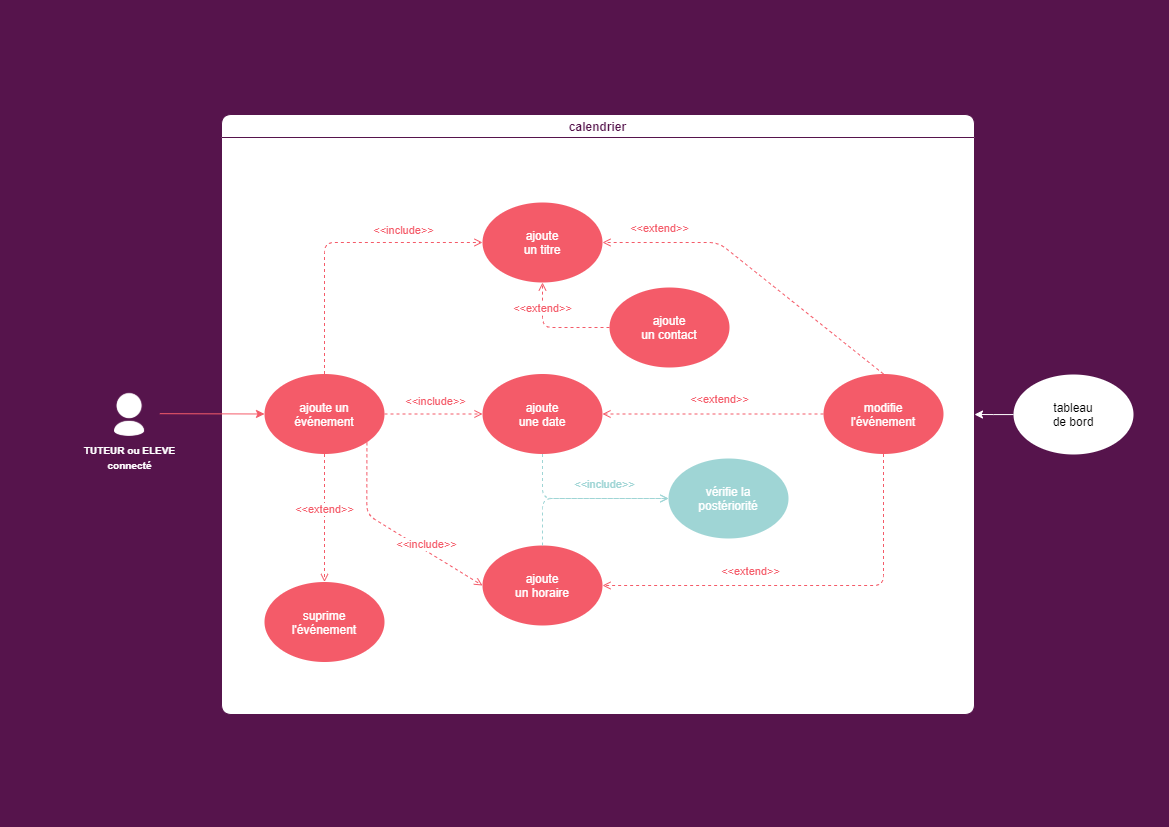 calendrier
<<include>>
ajoute
un titre
<<extend>>
<<extend>>
ajoute
un contact
TUTEUR ou ELEVE
connecté
ajoute un
événement
<<include>>
ajoute
une date
<<extend>>
modifie
l'événement
tableau
de bord
<<include>>
vérifie la
postériorité
<<extend>>
<<include>>
ajoute
un horaire
<<extend>>
suprime
l'événement